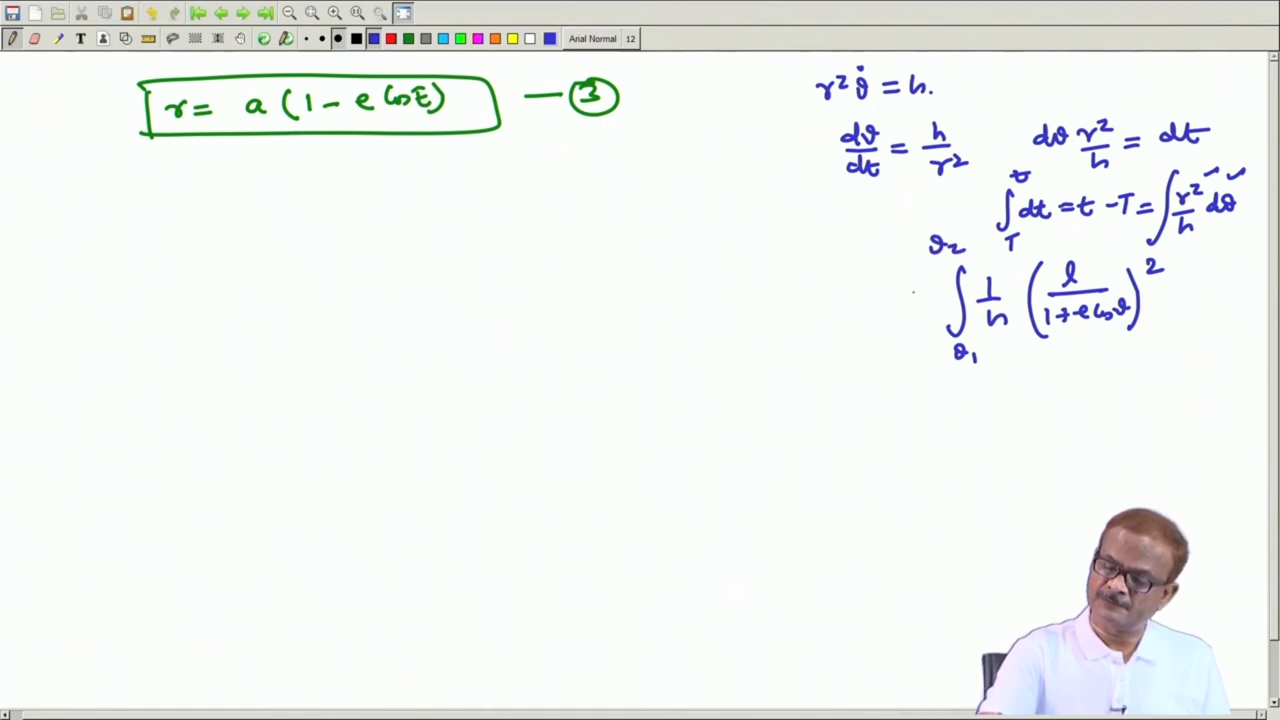 Arial Normal 12
r = a (1 - e Cos E) — ③
r² θ̇ = h.
dθ/dt = h/r²   dθ r²/h = dt
∫_T^t dt = t - T = ∫ r²/h dθ
∫_θ₁^θ₂ 1/h (l/(1+e Cos θ))²